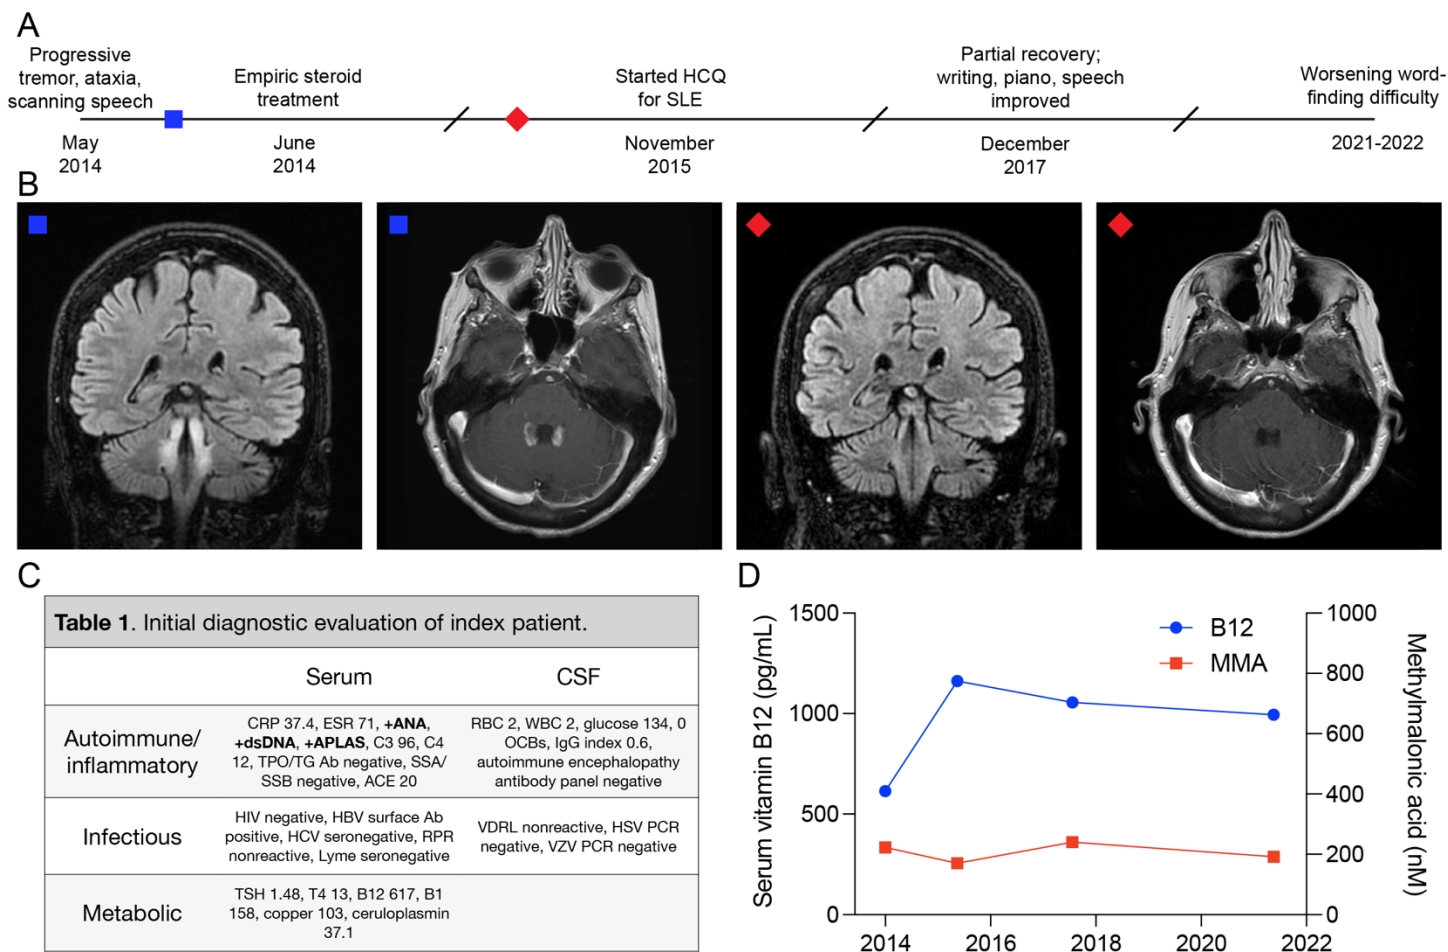 A
Progressive
tremor, ataxia,
scanning speech
Empiric steroid
treatment
Started HCQ
for SLE
Partial recovery;
writing, piano, speech
improved
Worsening word-
finding difficulty
May
2014
June
2014
November
2015
December
2017
2021-2022
B
C
Table 1. Initial diagnostic evaluation of index patient.
Serum
CSF
Autoimmune/
inflammatory
CRP 37.4, ESR 71, +ANA,
+dsDNA, +APLAS, C3 96, C4
12, TPO/TG Ab negative, SSA/
SSB negative, ACE 20
RBC 2, WBC 2, glucose 134, 0
OCBs, IgG index 0.6,
autoimmune encephalopathy
antibody panel negative
Infectious
HIV negative, HBV surface Ab
positive, HCV seronegative, RPR
nonreactive, Lyme seronegative
VDRL nonreactive, HSV PCR
negative, VZV PCR negative
Metabolic
TSH 1.48, T4 13, B12 617, B1
158, copper 103, ceruloplasmin
37.1
D
Serum vitamin B12 (pg/mL)
1500
1000
500
0
B12
MMA
1000
800
600
400
200
0
Methylmalonic acid (nM)
2014
2016
2018
2020
2022